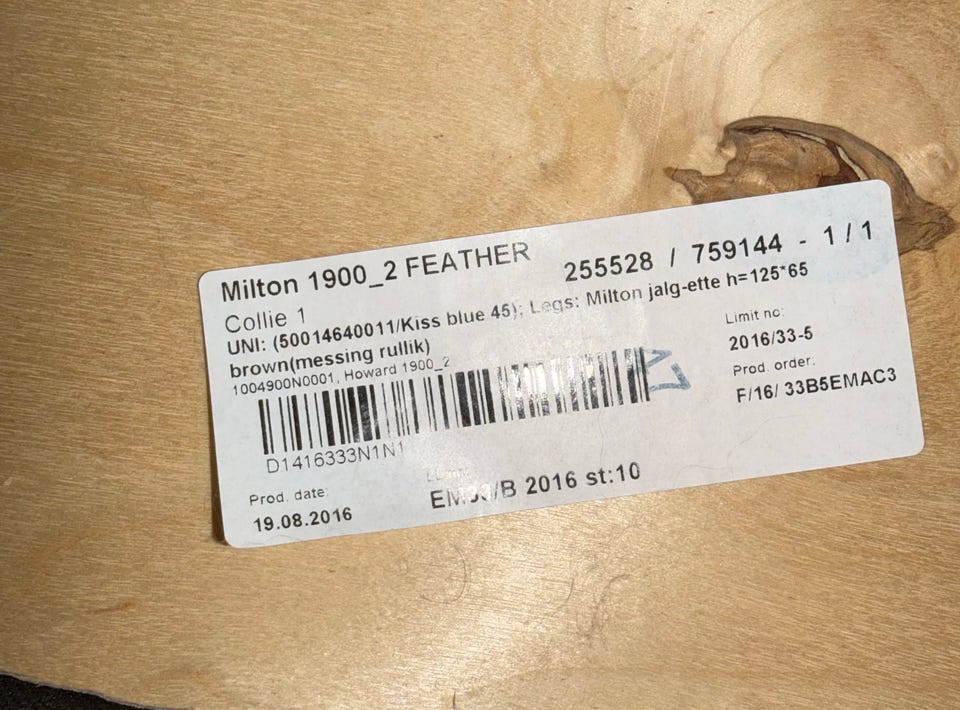 Milton 1900_2 FEATHER
255528 / 759144 - 1 / 1
Collie 1
UNI: (50014640011/Kiss blue 45); Legs: Milton jalg-ette h=125*65
brown(messing rullik)
1004900N0001, Howard 1900_2
D1416333N1N1
Limit no:
2016/33-5
Prod. order:
F/16/ 33B5EMAC3
Prod. date:
19.08.2016
2016 st:10